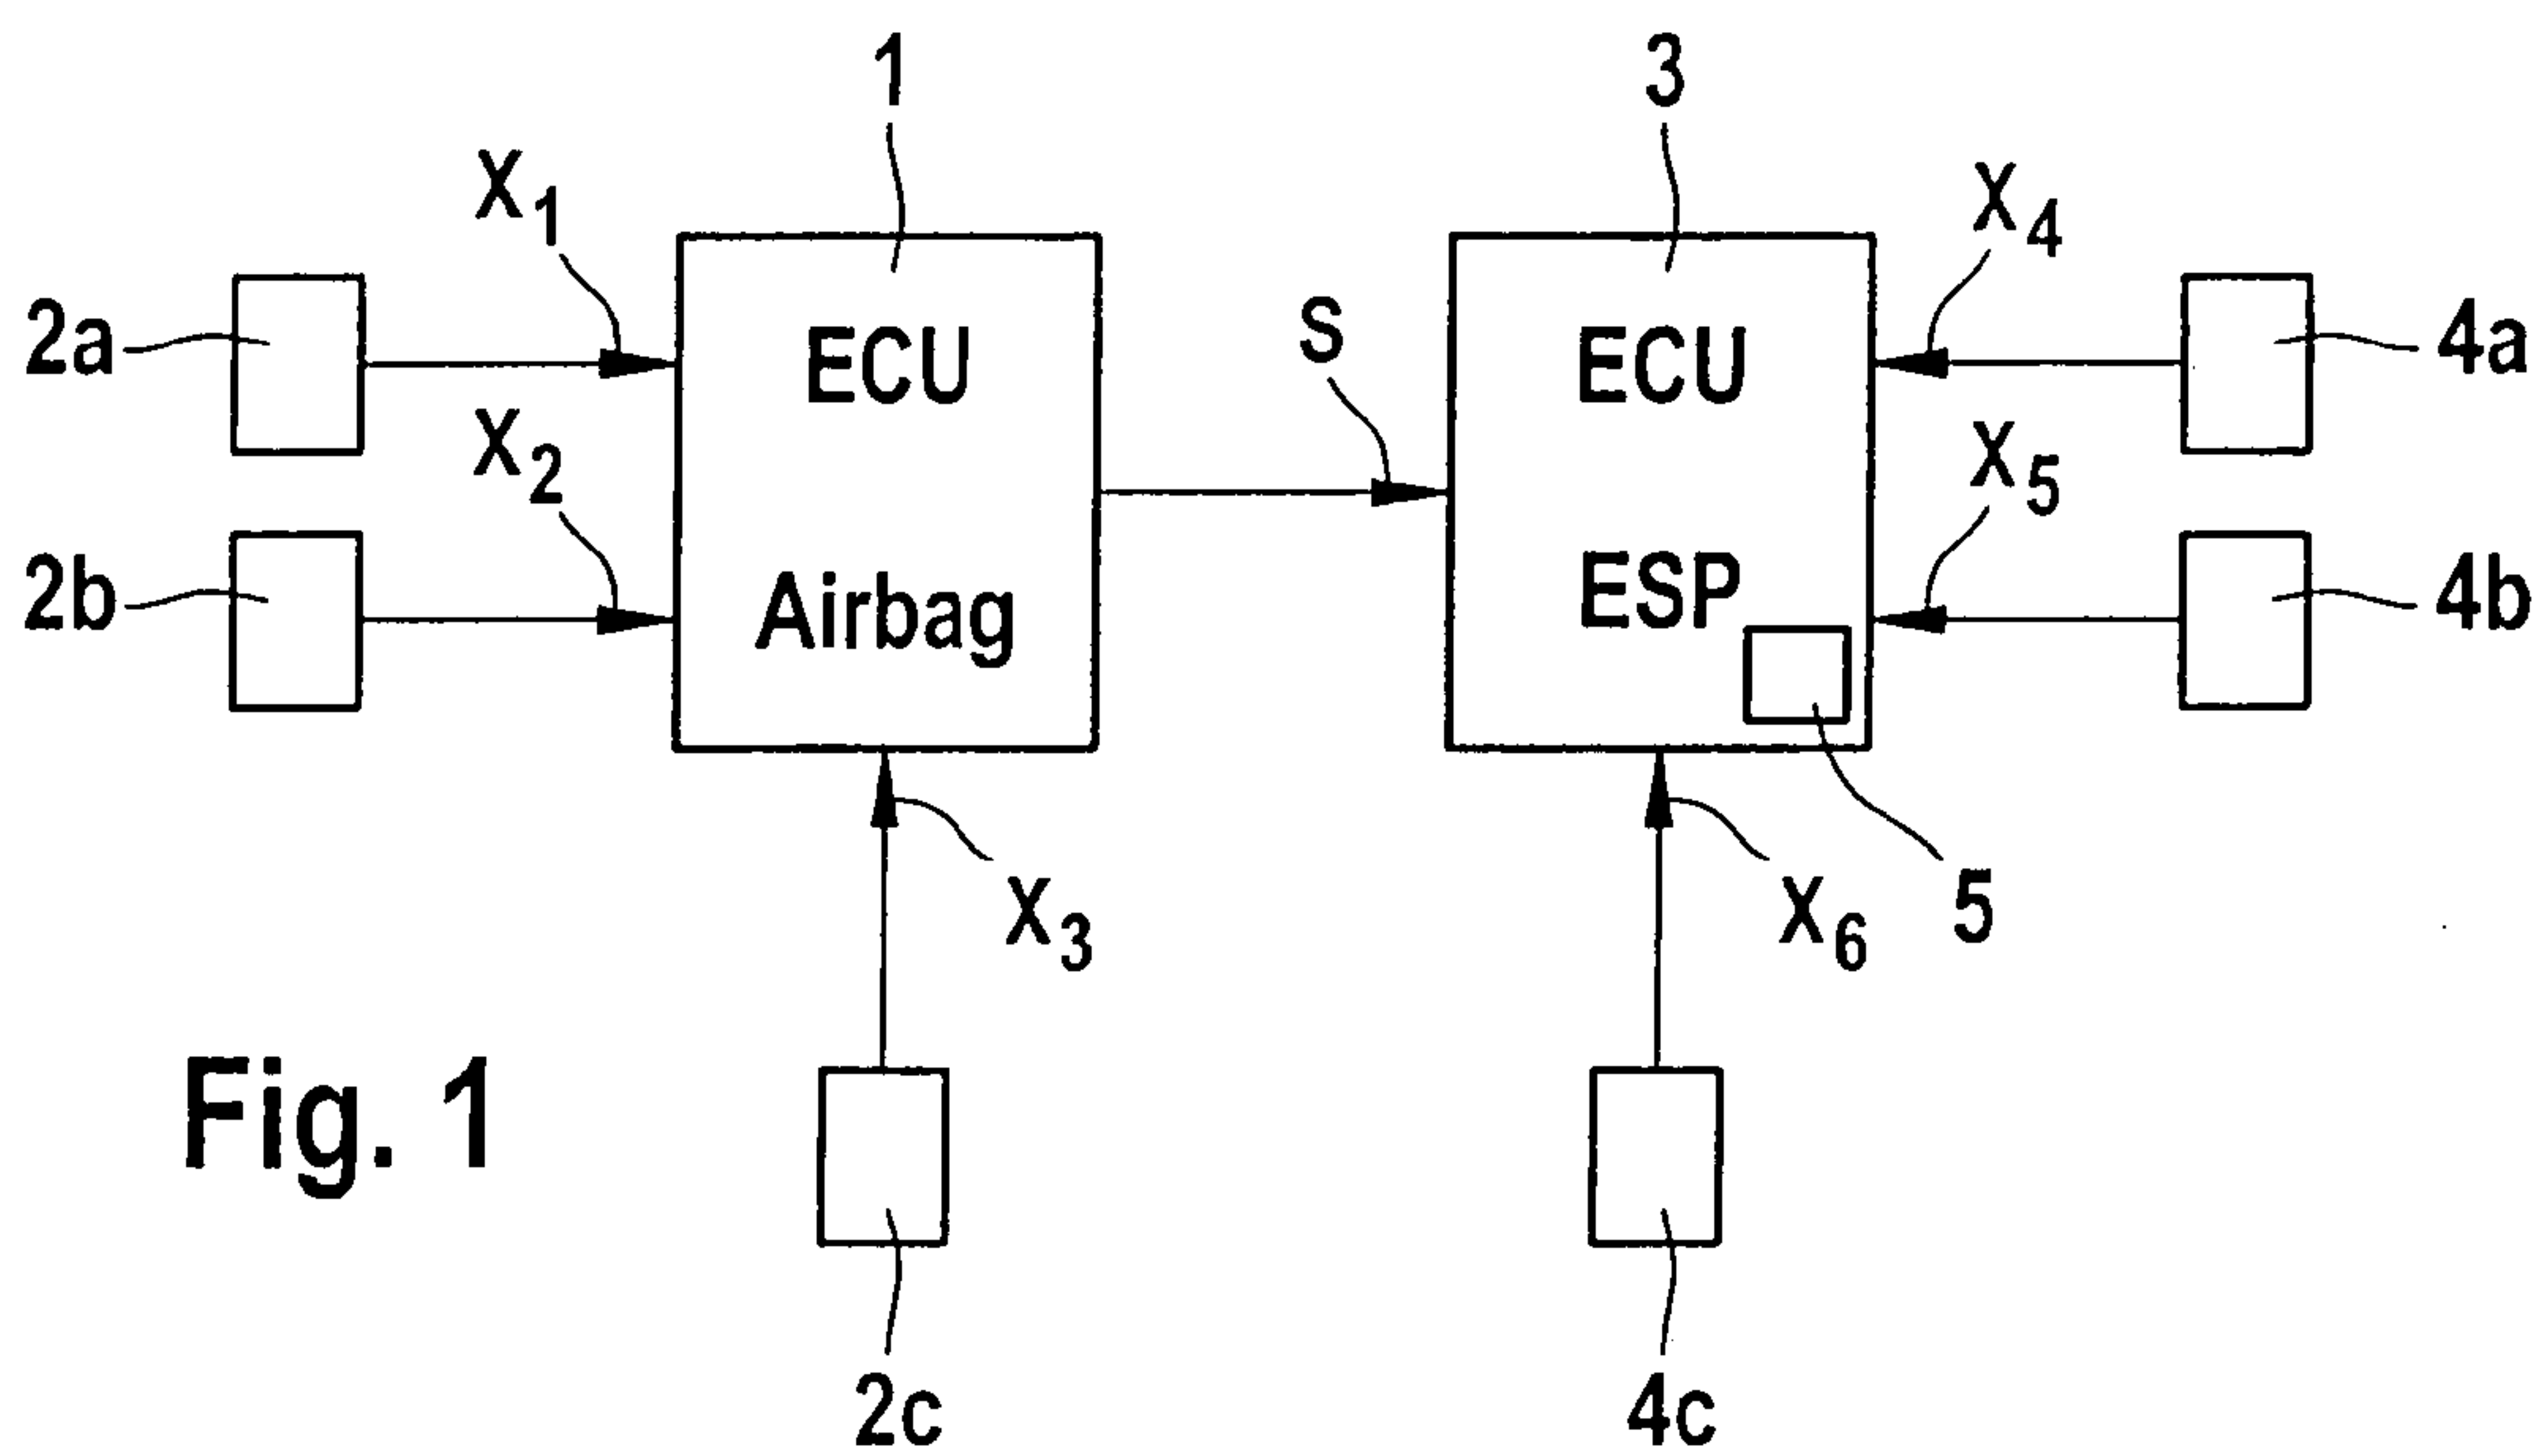 1
3
X1
X4
2a
ECU
S
ECU
4a
X2
X5
2b
Airbag
ESP
4b
X3
X6
5
Fig. 1
2c
4c